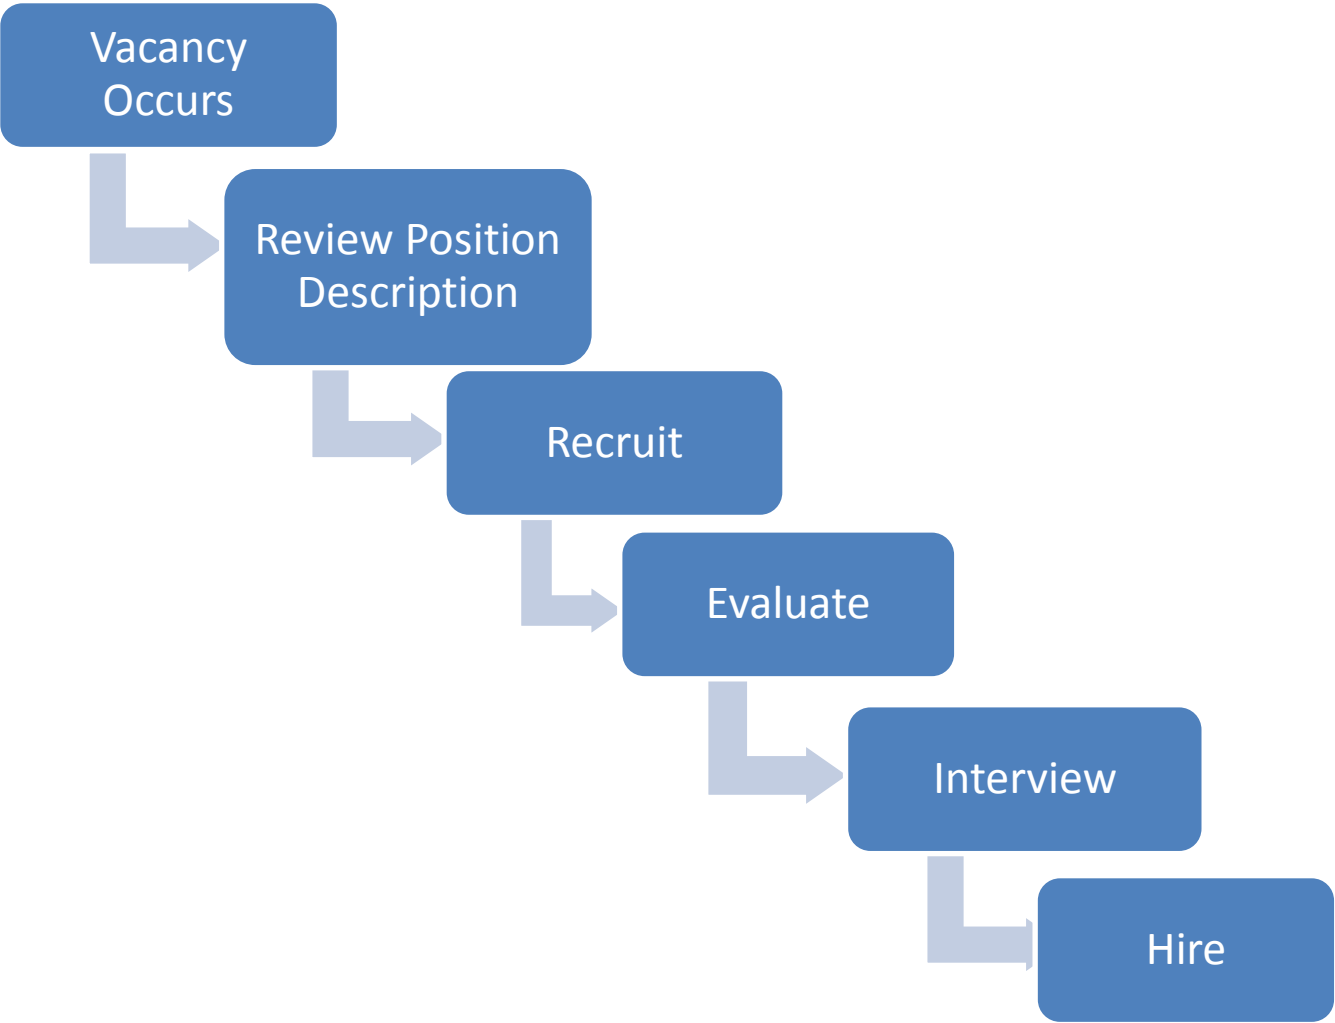 Vacancy
Occurs
Review Position
Description
Recruit
Evaluate
Interview
Hire